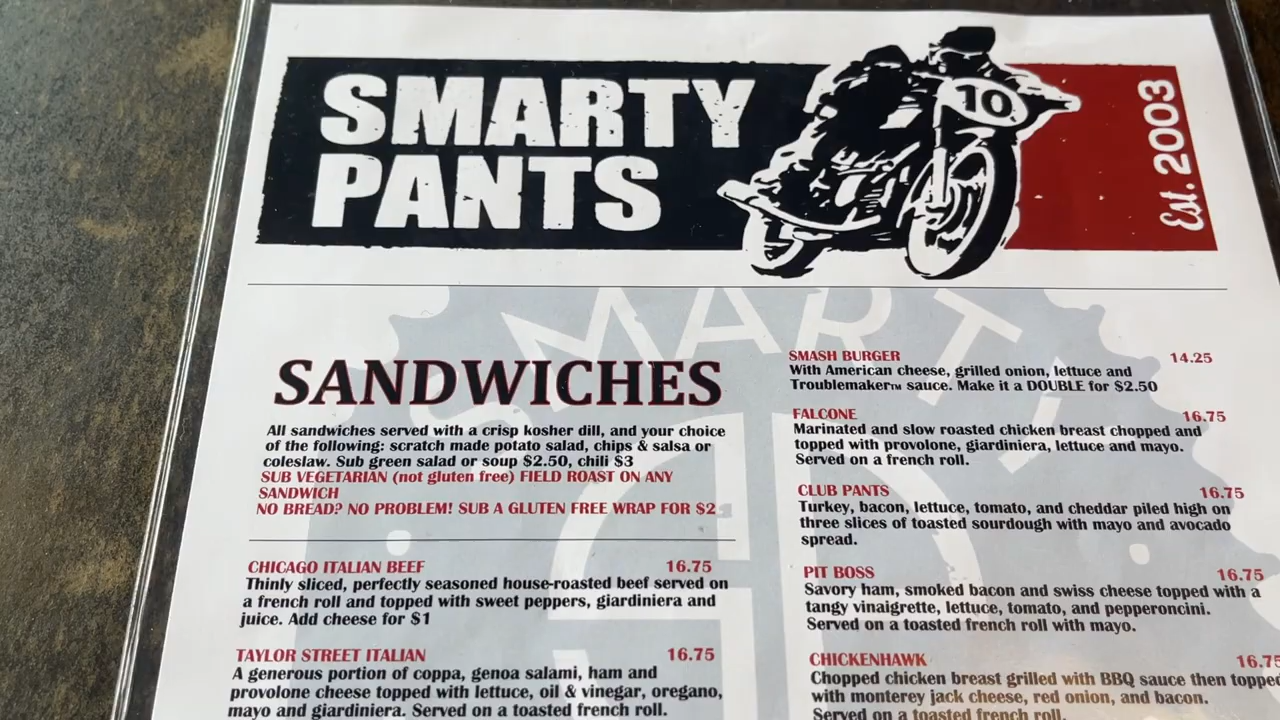 SMARTY
PANTS
10
Est. 2003
SMARTY
SANDWICHES
All sandwiches served with a crisp kosher dill, and your choice
of the following: scratch made potato salad, chips & salsa or
coleslaw. Sub green salad or soup $2.50, chili $3
SUB VEGETARIAN (not gluten free) FIELD ROAST ON ANY
SANDWICH
NO BREAD? NO PROBLEM! SUB A GLUTEN FREE WRAP FOR $2
CHICAGO ITALIAN BEEF 16.75
Thinly sliced, perfectly seasoned house-roasted beef served on
a french roll and topped with sweet peppers, giardiniera and
juice. Add cheese for $1
TAYLOR STREET ITALIAN 16.75
A generous portion of coppa, genoa salami, ham and
provolone cheese topped with lettuce, oil & vinegar, oregano,
mayo and giardiniera. Served on a toasted french roll.
SMASH BURGER 14.25
With American cheese, grilled onion, lettuce and
Troublemaker™ sauce. Make it a DOUBLE for $2.50
FALCONE 16.75
Marinated and slow roasted chicken breast chopped and
topped with provolone, giardiniera, lettuce and mayo.
Served on a french roll.
CLUB PANTS 16.75
Turkey, bacon, lettuce, tomato, and cheddar piled high on
three slices of toasted sourdough with mayo and avocado
spread.
PIT BOSS 16.75
Savory ham, smoked bacon and swiss cheese topped with a
tangy vinaigrette, lettuce, tomato, and pepperoncini.
Served on a toasted french roll with mayo.
CHICKENHAWK 16.75
Chopped chicken breast grilled with BBQ sauce then topped
with monterey jack cheese, red onion, and bacon.
Served on a toasted french roll.